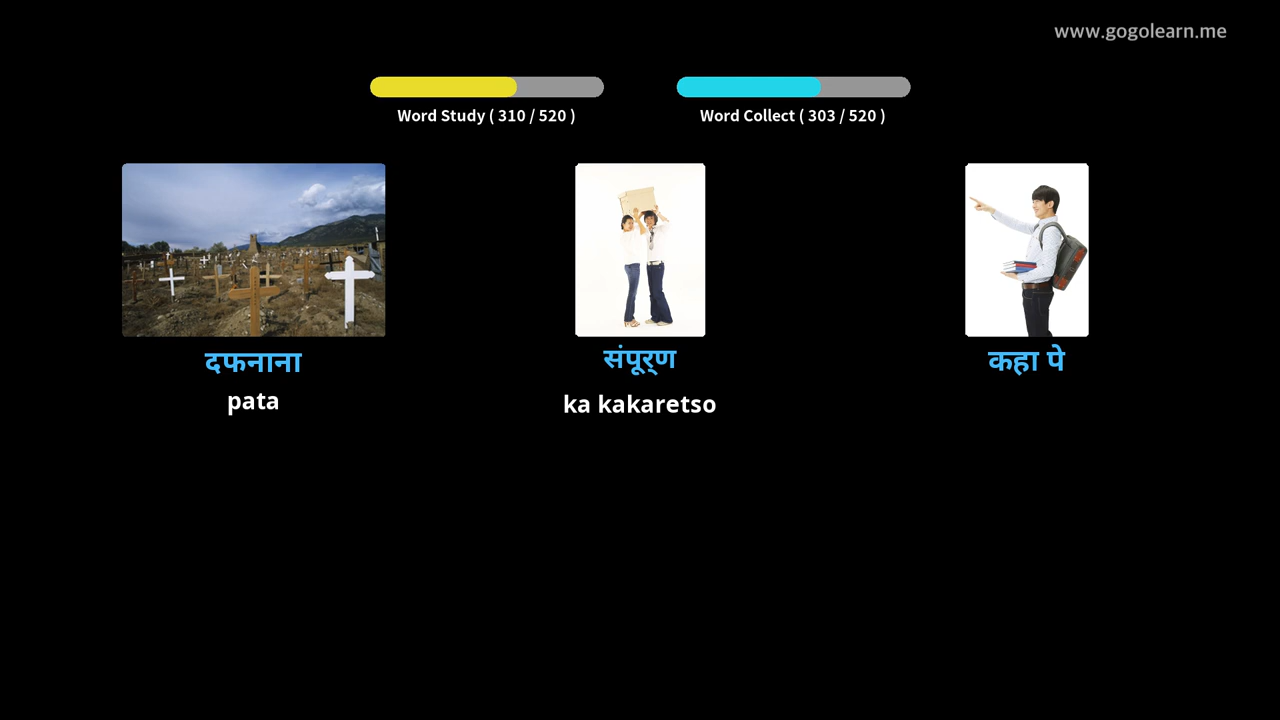 www.gogolearn.me
Word Study ( 310 / 520 )
Word Collect ( 303 / 520 )
दफनाना
संपूर्ण
कहा पे
pata
ka kakaretso